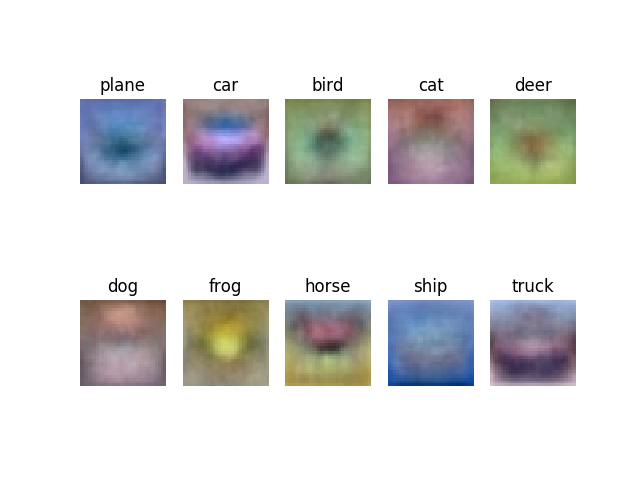 plane car bird cat deer
dog frog horse ship truck